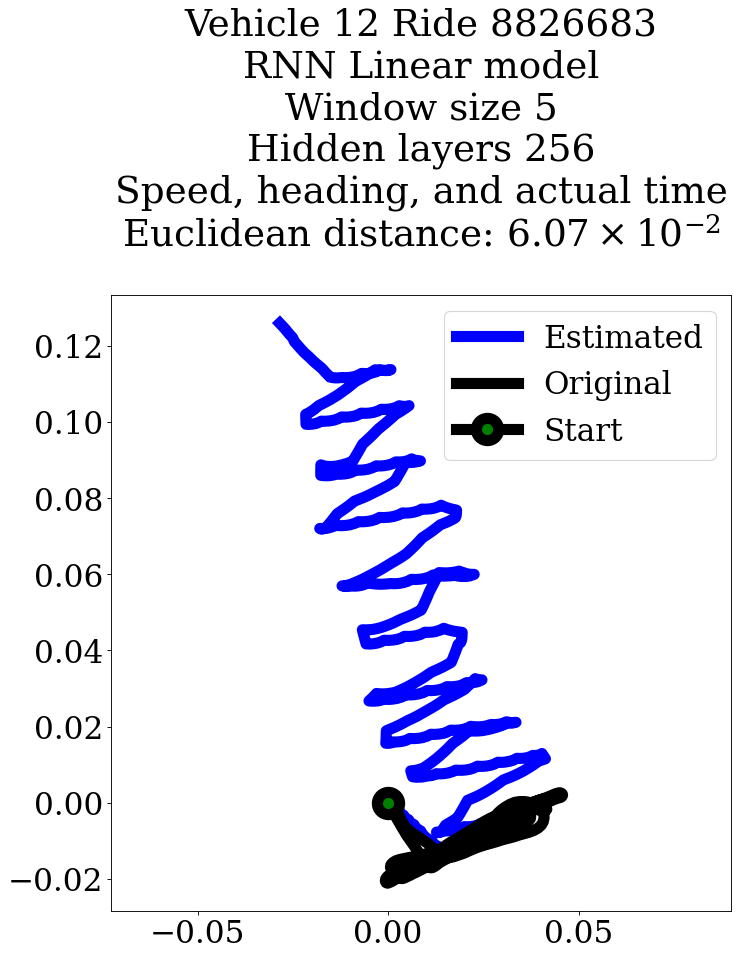 Vehicle 12 Ride 8826683
RNN Linear model
Window size 5
Hidden layers 256
Speed, heading, and actual time
Euclidean distance: 6.07 × 10⁻²
Estimated
Original
Start
0.12
0.10
0.08
0.06
0.04
0.02
0.00
−0.02
−0.05 0.00 0.05